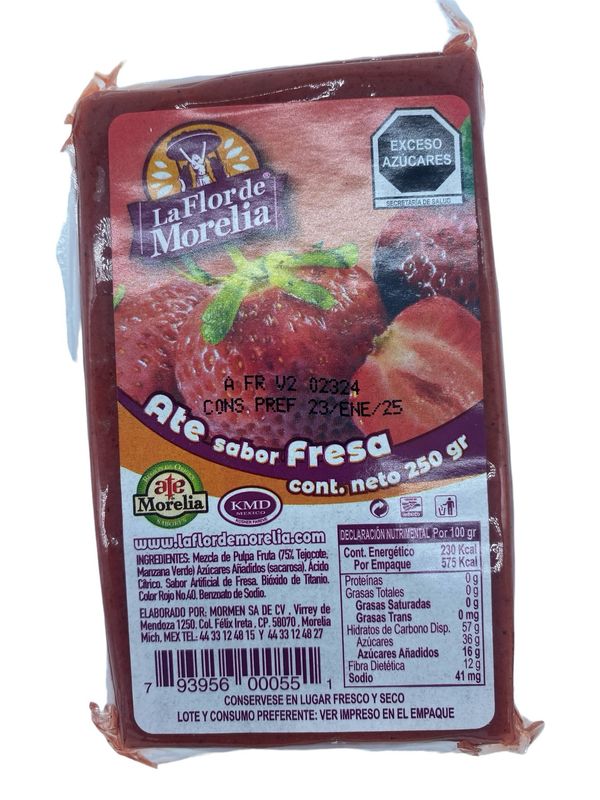 La Flor de
Morelia®
EXCESO
AZÚCARES
SECRETARÍA DE SALUD
A FR V2 02324
CONS. PREF 23/ENE/25
Ate sabor Fresa
cont. neto 250 gr
REGIÓN DE ORIGEN
ate
Morelia
SABORES
KMD
MEXICO
www.laflordemorelia.com
INGREDIENTES: Mezcla de Pulpa Fruta (75% Tejocote,
Manzana Verde) Azúcares Añadidos (sacarosa). Ácido
Cítrico. Sabor Artificial de Fresa. Bióxido de Titanio.
Color Rojo No.40. Benzoato de Sodio.
ELABORADO POR: MORMEN SA DE CV . Virrey de
Mendoza 1250, Col. Félix Ireta , CP. 58070 , Morelia
Mich, MEX TEL: 44 33 12 48 15 Y 44 33 12 48 27
DECLARACIÓN NUTRIMENTAL Por 100 gr
Cont. Energético 230 Kcal
Por Empaque 575 Kcal
Proteínas 0 g
Grasas Totales 0 g
Grasas Saturadas 0 g
Grasas Trans 0 mg
Hidratos de Carbono Disp. 57 g
Azúcares 36 g
Azúcares Añadidos 16 g
Fibra Dietética 12 g
Sodio 41 mg
7 93956 00055 1
CONSERVESE EN LUGAR FRESCO Y SECO
LOTE Y CONSUMO PREFERENTE: VER IMPRESO EN EL EMPAQUE